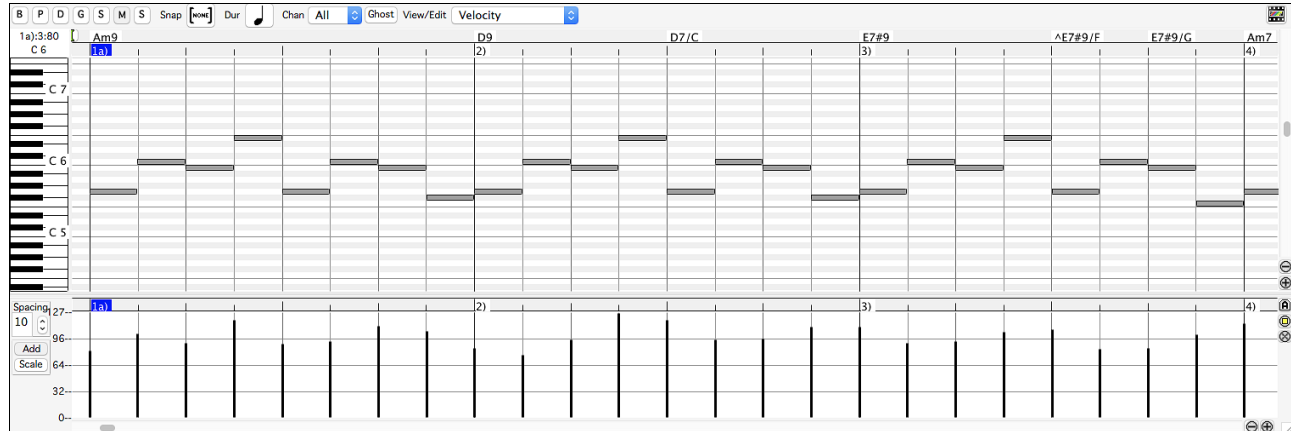 B P D G S M S Snap [NONE] Dur Chan All Ghost View/Edit Velocity
1a):3:80 Am9 D9 D7/C E7#9 ^E7#9/F E7#9/G Am7
C 6 1a) 2) 3) 4)
C 7
C 6
C 5
Spacing 1a) 2) 3) 4)
127--
10
96--
Add
Scale 64--
32--
0--